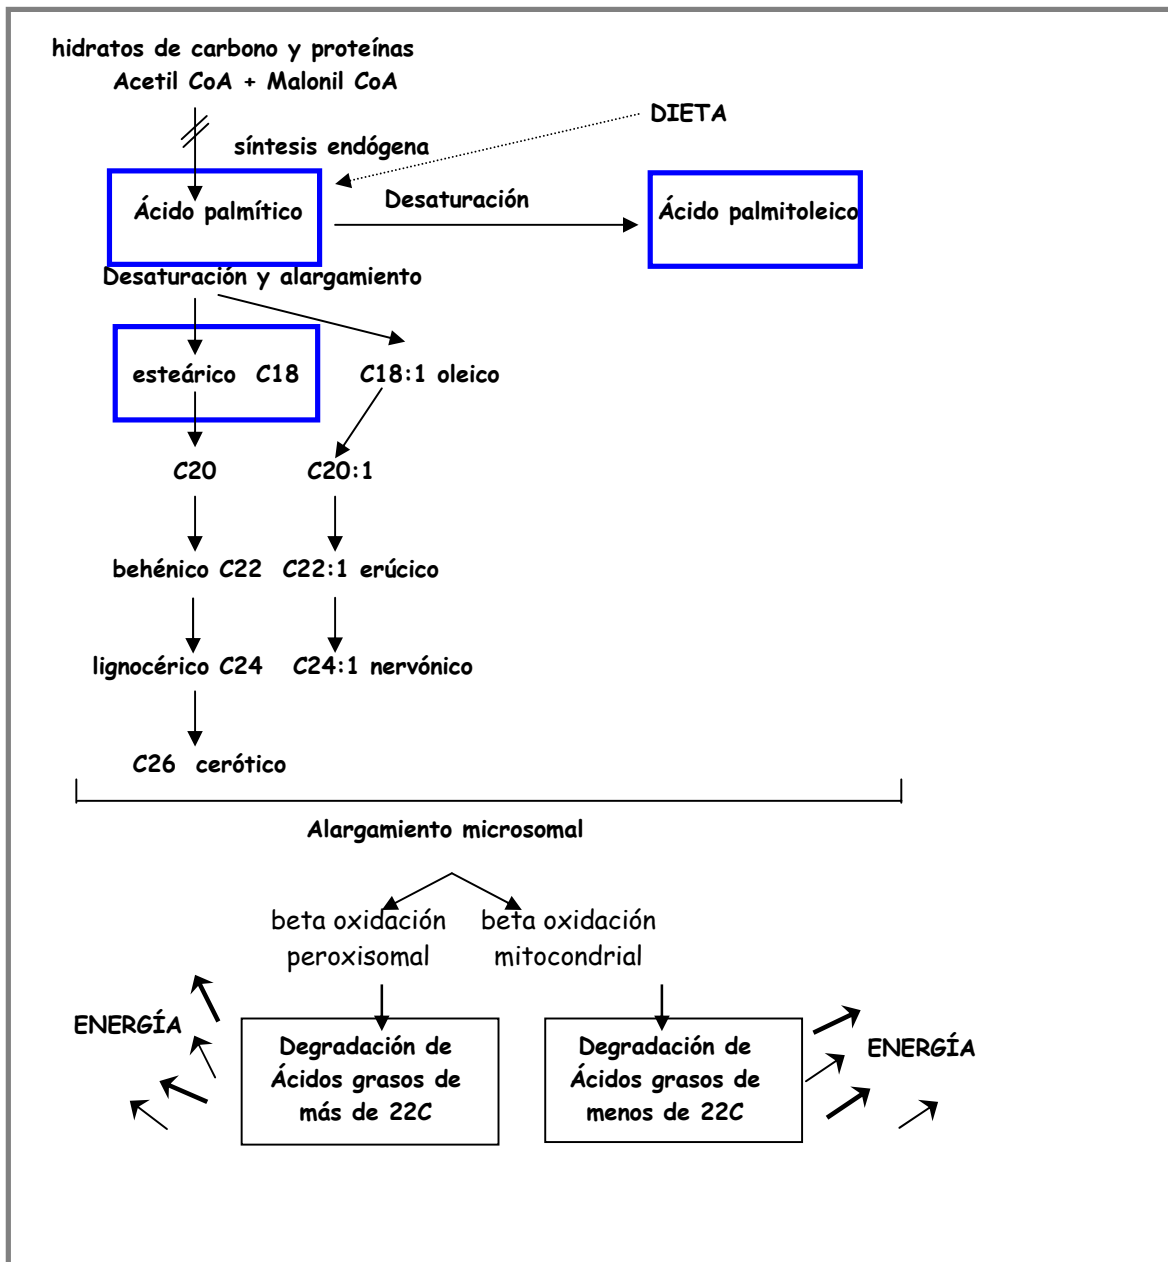 hidratos de carbono y proteínas
Acetil CoA + Malonil CoA
DIETA
síntesis endógena
Desaturación
Ácido palmítico
Ácido palmitoleico
Desaturación y alargamiento
esteárico C18
C18:1 oleico
C20
C20:1
behénico C22
C22:1 erúcico
lignocérico C24
C24:1 nervónico
C26 cerótico
Alargamiento microsomal
beta oxidación
peroxisomal
beta oxidación
mitocondrial
ENERGÍA
Degradación de
Ácidos grasos de
más de 22C
Degradación de
Ácidos grasos de
menos de 22C
ENERGÍA